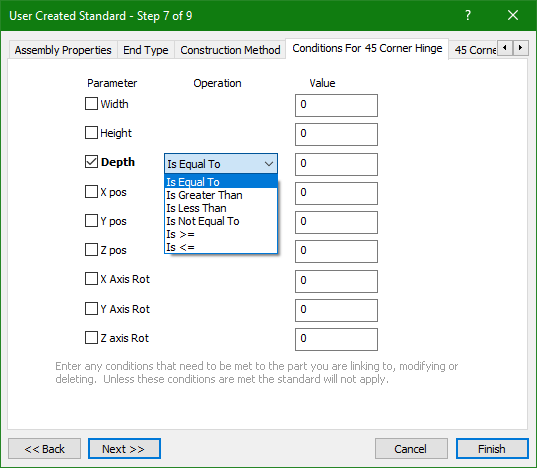 User Created Standard - Step 7 of 9
Assembly Properties End Type Construction Method Conditions For 45 Corner Hinge 45 Corne
Parameter Operation Value
Width 0
Height 0
Depth Is Equal To 0
Is Equal To
Is Greater Than
X pos 0
Is Less Than
Is Not Equal To
Y pos 0
Is >=
Is <=
Z pos 0
X Axis Rot 0
Y Axis Rot 0
Z axis Rot 0
Enter any conditions that need to be met to the part you are linking to, modifying or
deleting. Unless these conditions are met the standard will not apply.
<< Back Next >> Cancel Finish